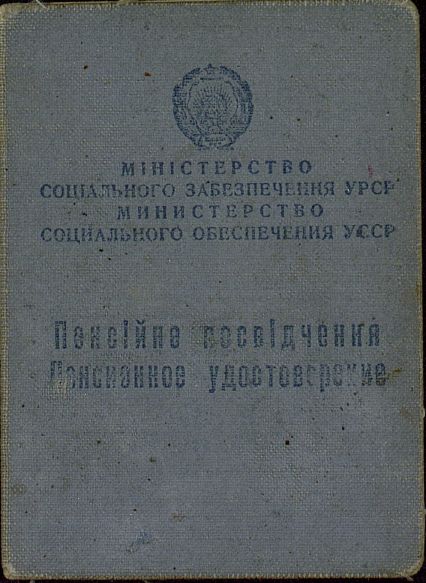 МІНІСТЕРСТВО
СОЦІАЛЬНОГО ЗАБЕЗПЕЧЕННЯ УРСР
МИНИСТЕРСТВО
СОЦИАЛЬНОГО ОБЕСПЕЧЕНИЯ УССР
Пенсійне посвідчення
Пенсионное удостоверение